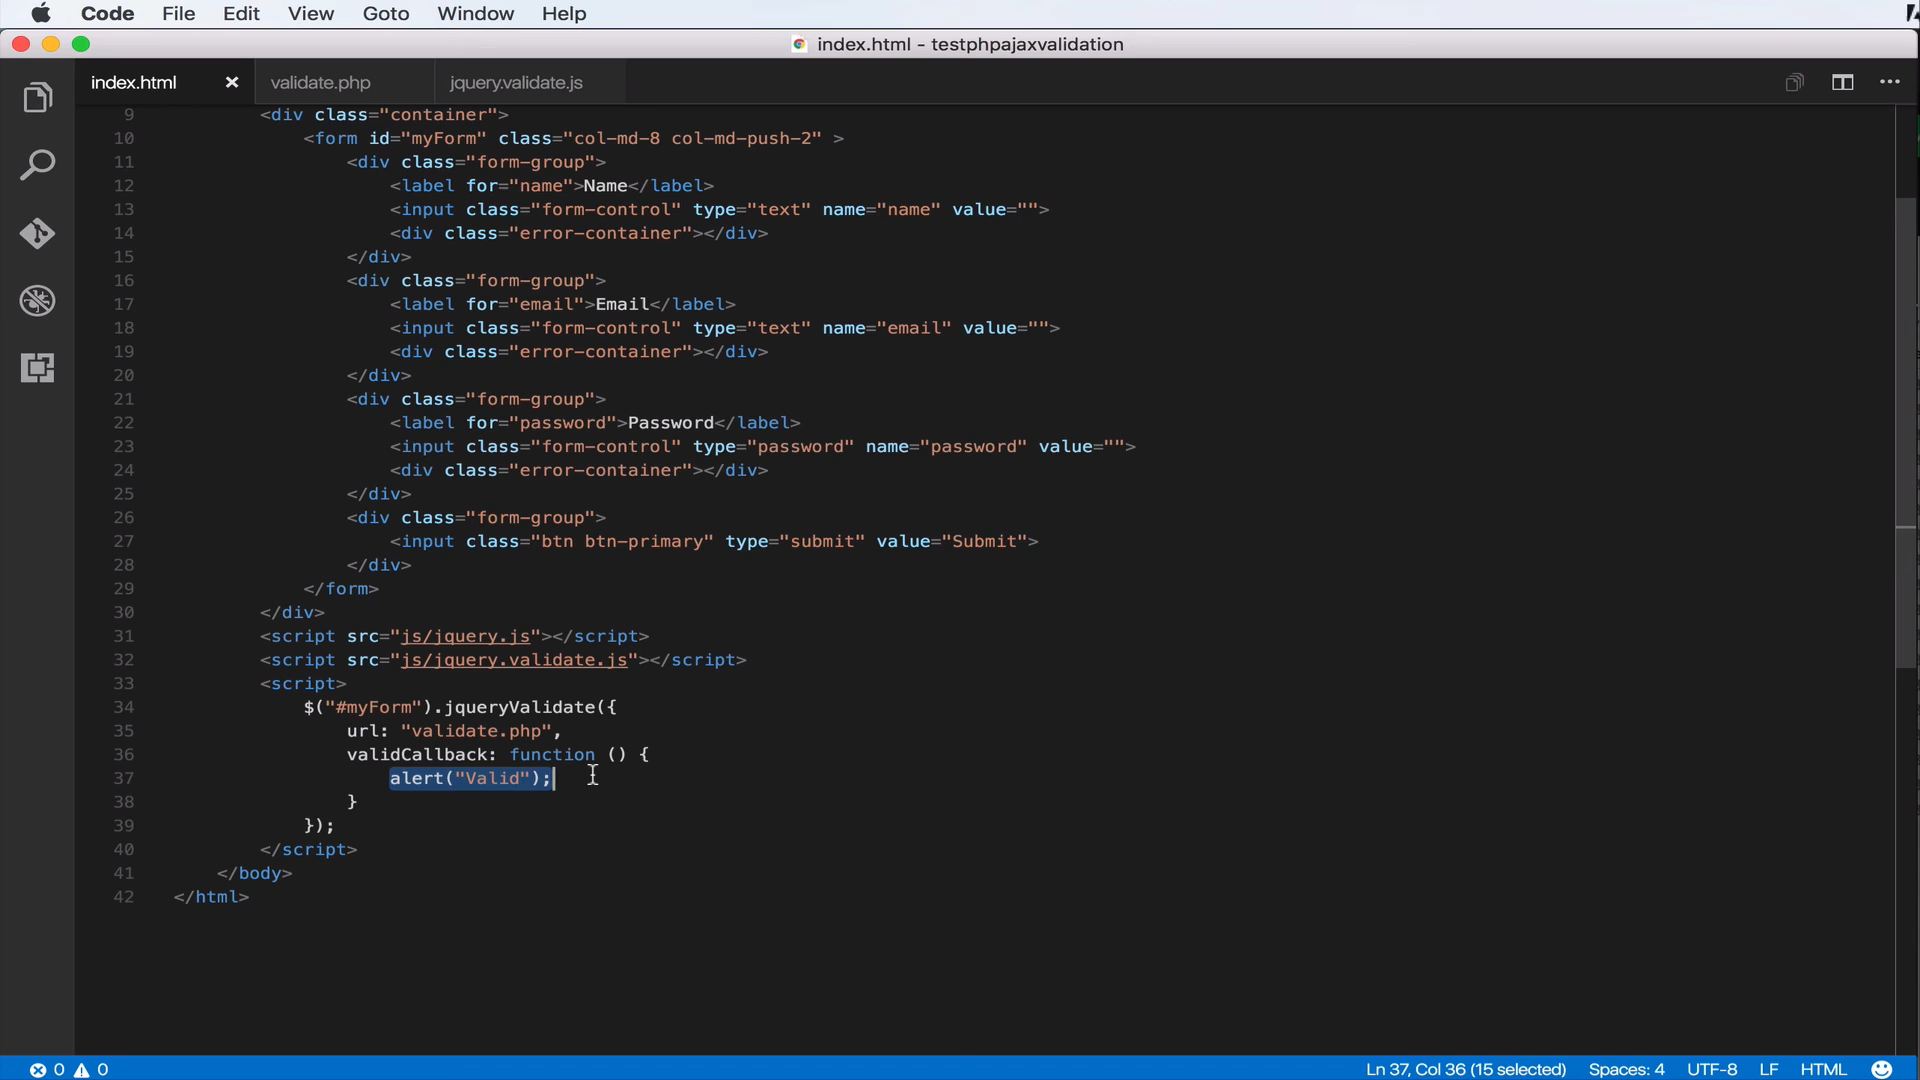 Code File Edit View Goto Window Help
index.html - testphpajaxvalidation
index.html validate.php jquery.validate.js
9 <div class="container">
10 <form id="myForm" class="col-md-8 col-md-push-2" >
11 <div class="form-group">
12 <label for="name">Name</label>
13 <input class="form-control" type="text" name="name" value="">
14 <div class="error-container"></div>
15 </div>
16 <div class="form-group">
17 <label for="email">Email</label>
18 <input class="form-control" type="text" name="email" value="">
19 <div class="error-container"></div>
20 </div>
21 <div class="form-group">
22 <label for="password">Password</label>
23 <input class="form-control" type="password" name="password" value="">
24 <div class="error-container"></div>
25 </div>
26 <div class="form-group">
27 <input class="btn btn-primary" type="submit" value="Submit">
28 </div>
29 </form>
30 </div>
31 <script src="js/jquery.js"></script>
32 <script src="js/jquery.validate.js"></script>
33 <script>
34 $("#myForm").jqueryValidate({
35 url: "validate.php",
36 validCallback: function () {
37 alert("Valid");
38 }
39 });
40 </script>
41 </body>
42 </html>
0 0 Ln 37, Col 36 (15 selected) Spaces: 4 UTF-8 LF HTML